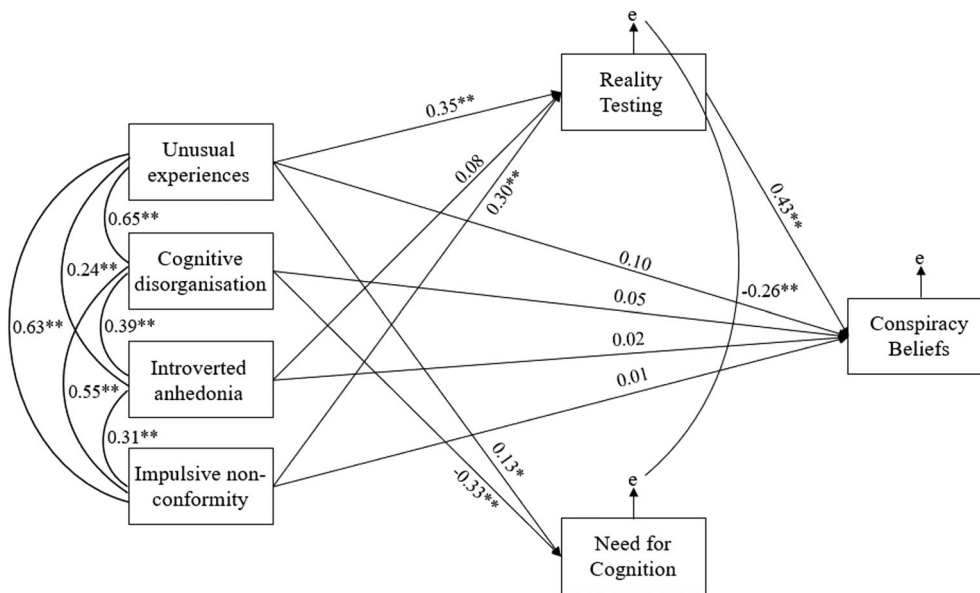 e
Reality
Testing
0.35**
Unusual
experiences
0.08
0.30**
0.43**
0.65**
Cognitive
disorganisation
0.24**
0.10
e
0.05
-0.26**
0.63**
0.39**
Conspiracy
Beliefs
0.02
Introverted
anhedonia
0.01
0.55**
0.31**
Impulsive non-
conformity
0.13*
-0.33**
e
Need for
Cognition